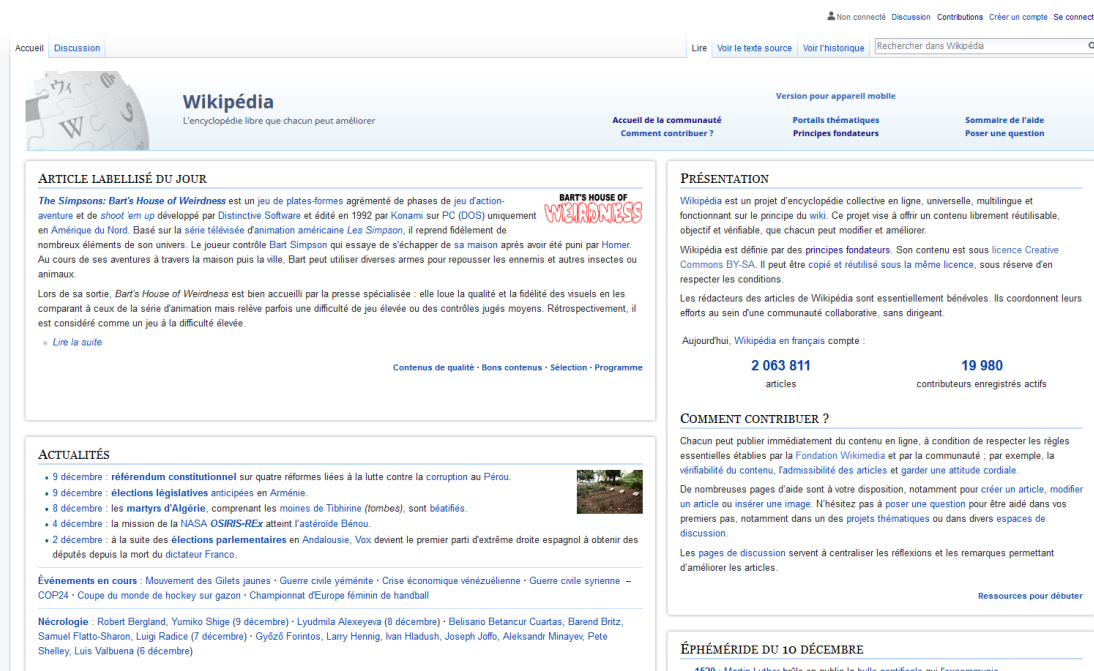 Non connecté Discussion Contributions Créer un compte Se connect
Accueil Discussion
Lire Voir le texte source Voir l'historique Rechercher dans Wikipédia
Wikipédia
L'encyclopédie libre que chacun peut améliorer
Version pour appareil mobile
Accueil de la communauté Portails thématiques Sommaire de l'aide
Comment contribuer ? Principes fondateurs Poser une question
Article labellisé du jour
The Simpsons: Bart's House of Weirdness est un jeu de plates-formes agrémenté de phases de jeu d'action-
aventure et de shoot 'em up développé par Distinctive Software et édité en 1992 par Konami sur PC (DOS) uniquement
en Amérique du Nord. Basé sur la série télévisée d'animation américaine Les Simpson, il reprend fidèlement de
nombreux éléments de son univers. Le joueur contrôle Bart Simpson qui essaye de s'échapper de sa maison après avoir été puni par Homer.
Au cours de ses aventures à travers la maison puis la ville, Bart peut utiliser diverses armes pour repousser les ennemis et autres insectes ou
animaux.
BART'S HOUSE OF
WEIRDNESS
Lors de sa sortie, Bart's House of Weirdness est bien accueilli par la presse spécialisée : elle loue la qualité et la fidélité des visuels en les
comparant à ceux de la série d'animation mais relève parfois une difficulté de jeu élevée ou des contrôles jugés moyens. Rétrospectivement, il
est considéré comme un jeu à la difficulté élevée.
Lire la suite
Contenus de qualité · Bons contenus · Sélection · Programme
Actualités
• 9 décembre : référendum constitutionnel sur quatre réformes liées à la lutte contre la corruption au Pérou.
• 9 décembre : élections législatives anticipées en Arménie.
• 8 décembre : les martyrs d'Algérie, comprenant les moines de Tibhirine (tombes), sont béatifiés.
• 4 décembre : la mission de la NASA OSIRIS-REx atteint l'astéroïde Bénou.
• 2 décembre : à la suite des élections parlementaires en Andalousie, Vox devient le premier parti d'extrême droite espagnol à obtenir des
députés depuis la mort du dictateur Franco.
Événements en cours : Mouvement des Gilets jaunes · Guerre civile yéménite · Crise économique vénézuélienne · Guerre civile syrienne –
COP24 · Coupe du monde de hockey sur gazon · Championnat d'Europe féminin de handball
Nécrologie : Robert Bergland, Yumiko Shige (9 décembre) · Lyudmila Alexeyeva (8 décembre) · Belisario Betancur Cuartas, Barend Britz,
Samuel Flatto-Sharon, Luigi Radice (7 décembre) · Győző Forintos, Larry Hennig, Ivan Hladush, Joseph Joffo, Aleksandr Minayev, Pete
Shelley, Luis Valbuena (6 décembre)
Présentation
Wikipédia est un projet d'encyclopédie collective en ligne, universelle, multilingue et
fonctionnant sur le principe du wiki. Ce projet vise à offrir un contenu librement réutilisable,
objectif et vérifiable, que chacun peut modifier et améliorer.
Wikipédia est définie par des principes fondateurs. Son contenu est sous licence Creative
Commons BY-SA. Il peut être copié et réutilisé sous la même licence, sous réserve d'en
respecter les conditions.
Les rédacteurs des articles de Wikipédia sont essentiellement bénévoles. Ils coordonnent leurs
efforts au sein d'une communauté collaborative, sans dirigeant.
Aujourd'hui, Wikipédia en français compte :
2 063 811 19 980
articles contributeurs enregistrés actifs
Comment contribuer ?
Chacun peut publier immédiatement du contenu en ligne, à condition de respecter les règles
essentielles établies par la Fondation Wikimedia et par la communauté ; par exemple, la
vérifiabilité du contenu, l'admissibilité des articles et garder une attitude cordiale.
De nombreuses pages d'aide sont à votre disposition, notamment pour créer un article, modifier
un article ou insérer une image. N'hésitez pas à poser une question pour être aidé dans vos
premiers pas, notamment dans un des projets thématiques ou dans divers espaces de
discussion.
Les pages de discussion servent à centraliser les réflexions et les remarques permettant
d'améliorer les articles.
Ressources pour débuter
Éphéméride du 10 décembre
1520 : Martin Luther brûle en public la bulle pontificale qui l'excommunie